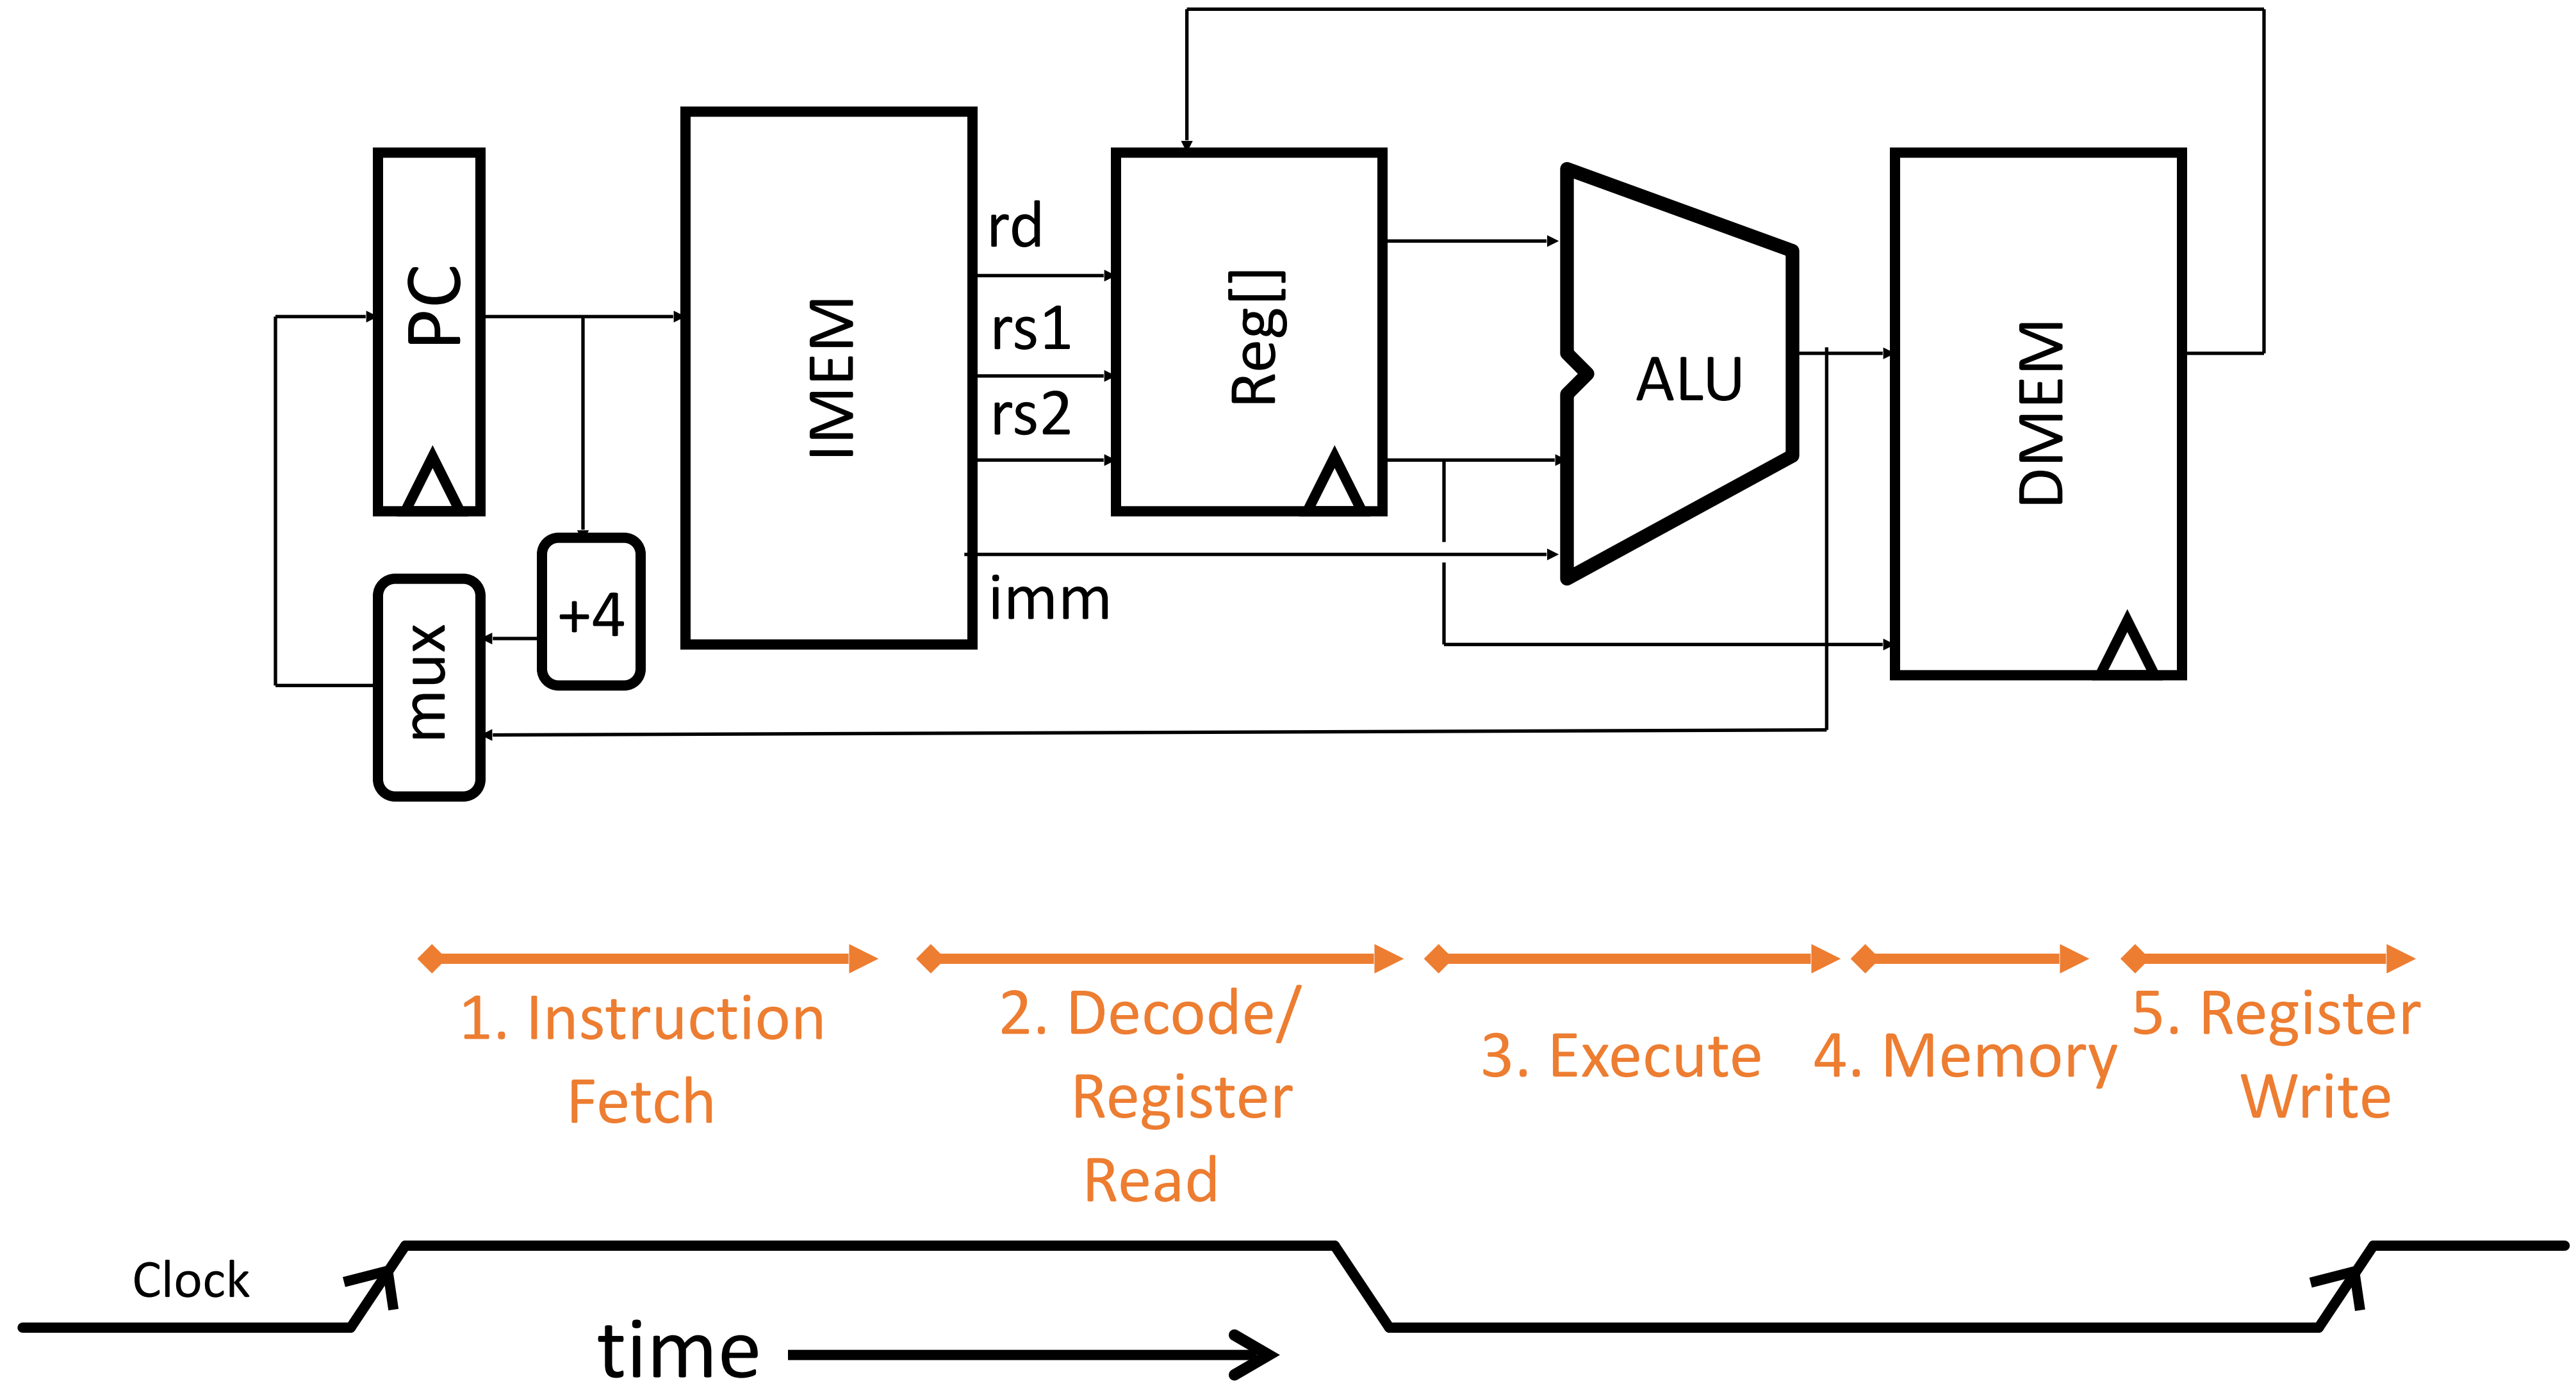 PC
mux
+4
IMEM
rd
rs1
rs2
imm
Reg[]
ALU
DMEM
1. Instruction
Fetch
2. Decode/
Register
Read
3. Execute
4. Memory
5. Register
Write
Clock
time